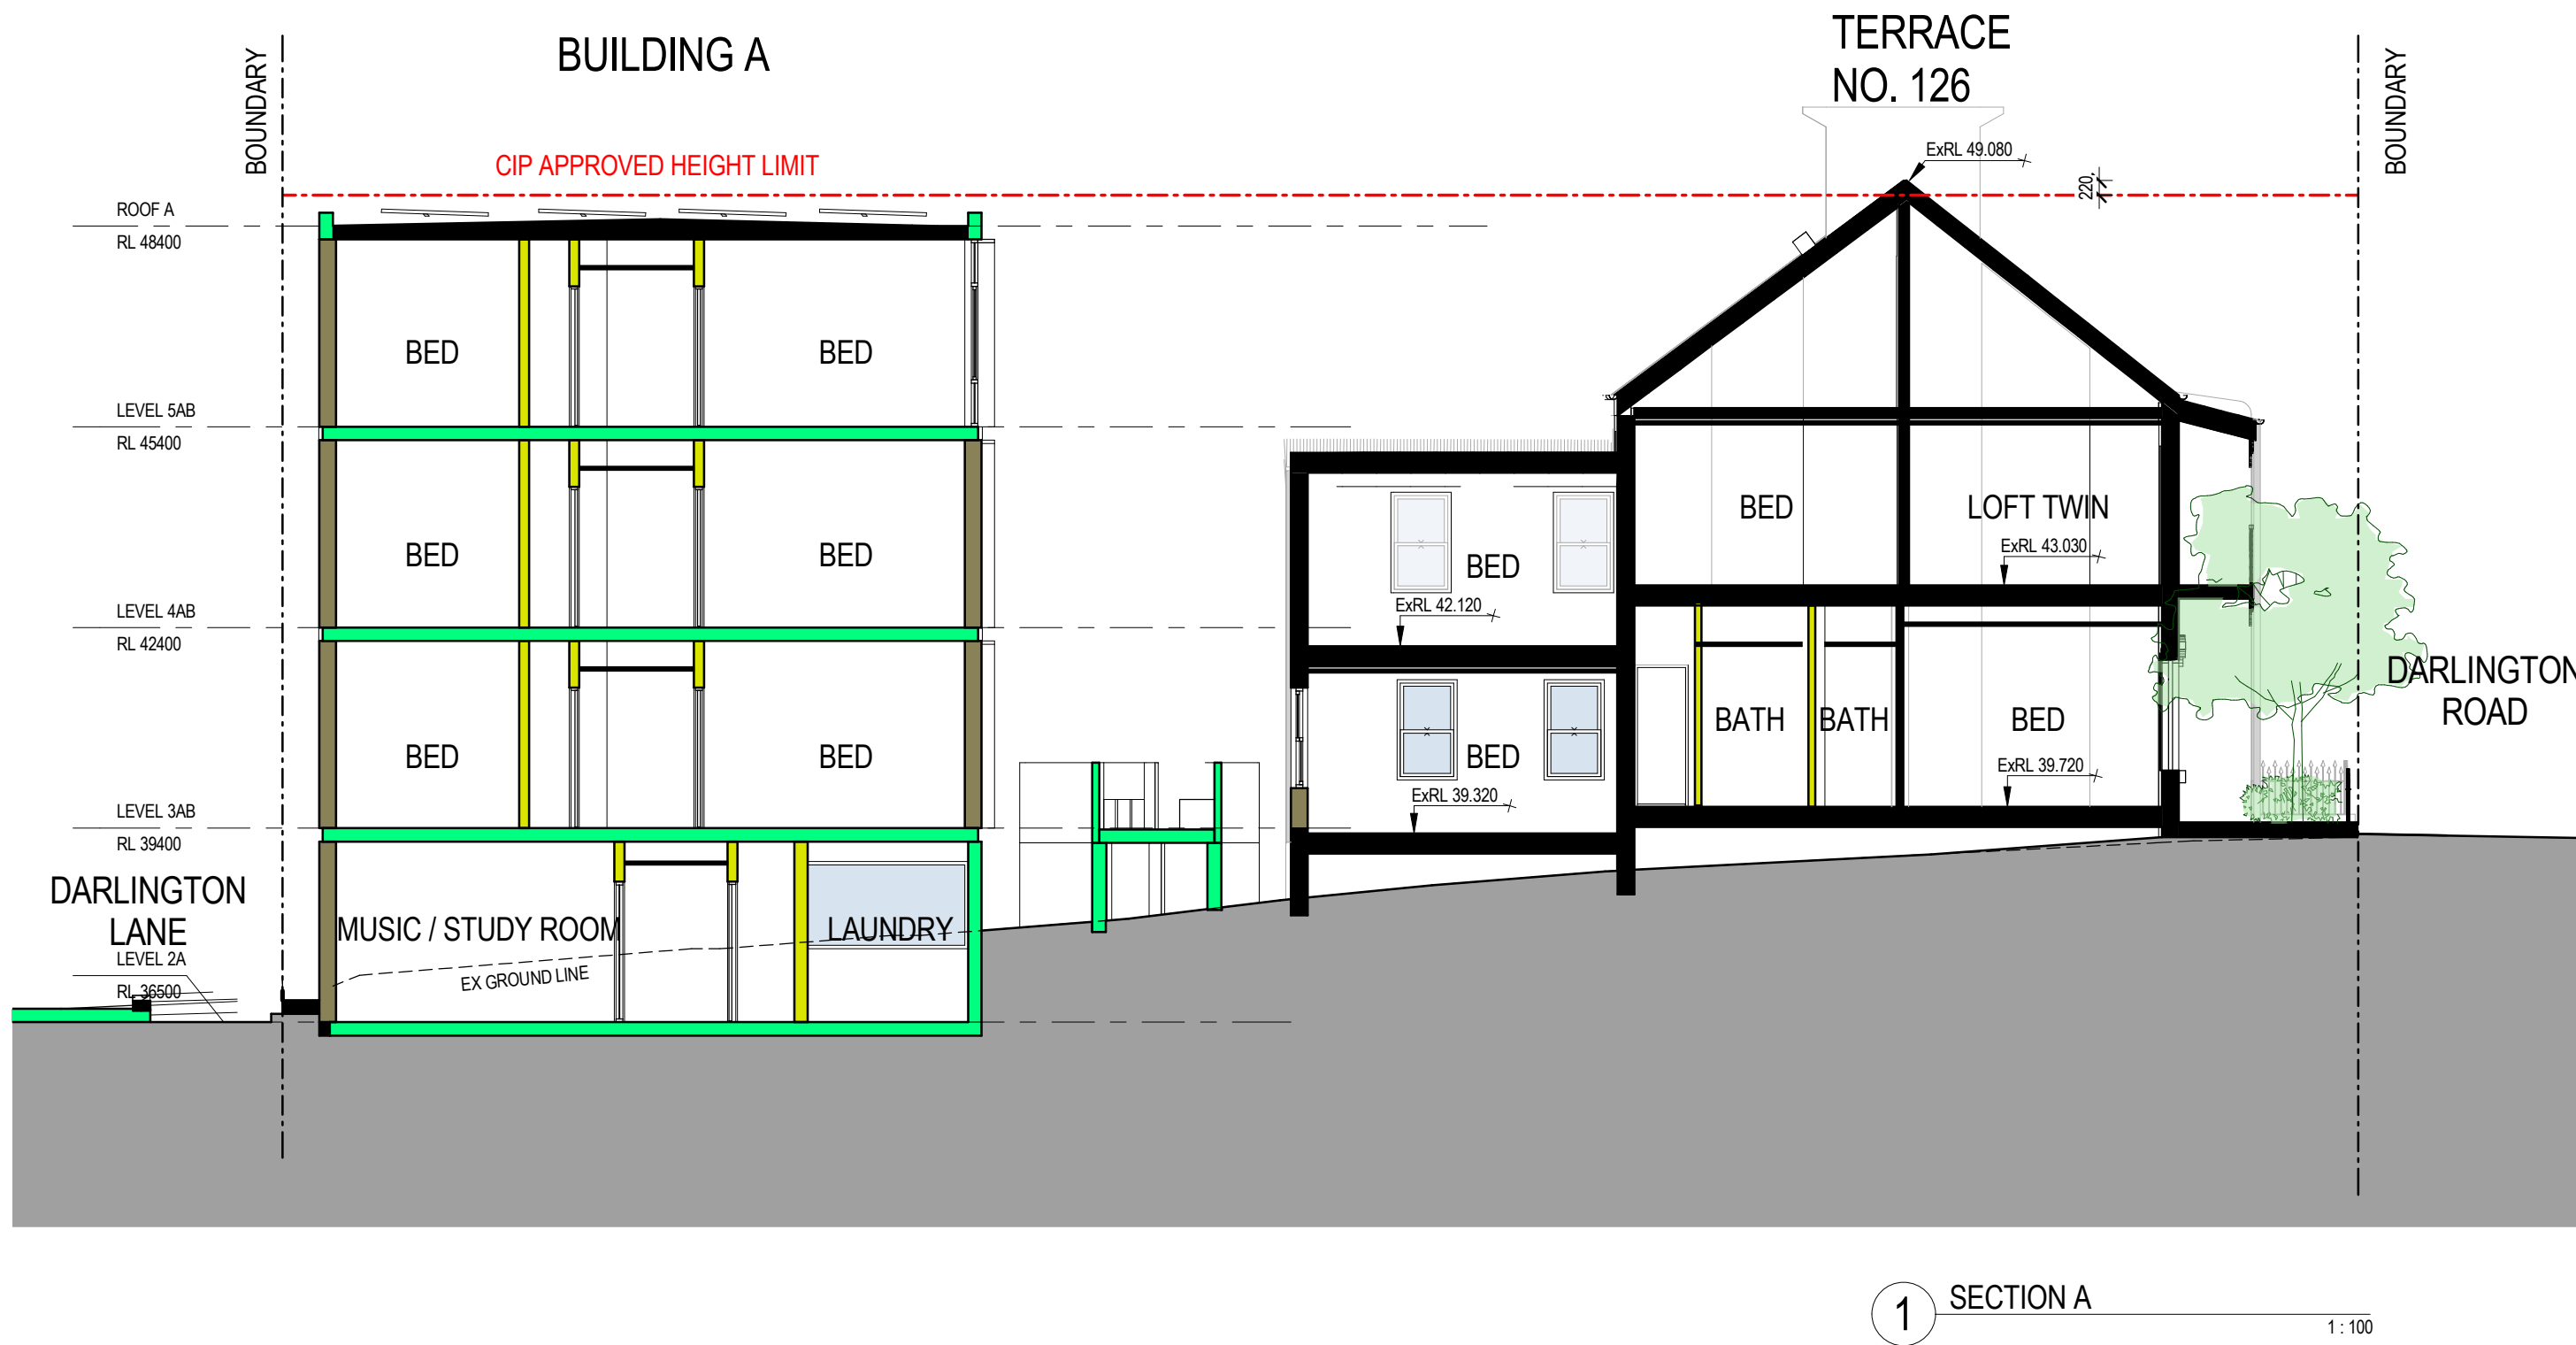 BUILDING A
TERRACE
NO. 126
BOUNDARY
BOUNDARY
CIP APPROVED HEIGHT LIMIT
ExRL 49.080
220
ROOF A
RL 48400
BED
BED
LEVEL 5AB
RL 45400
BED
BED
BED
BED
LOFT TWIN
ExRL 43.030
ExRL 42.120
LEVEL 4AB
RL 42400
BED
BED
BED
BATH
BATH
BED
DARLINGTON
ROAD
ExRL 39.320
ExRL 39.720
LEVEL 3AB
RL 39400
DARLINGTON
LANE
MUSIC / STUDY ROOM
LAUNDRY
LEVEL 2A
RL 36500
EX GROUND LINE
1
SECTION A
1 : 100